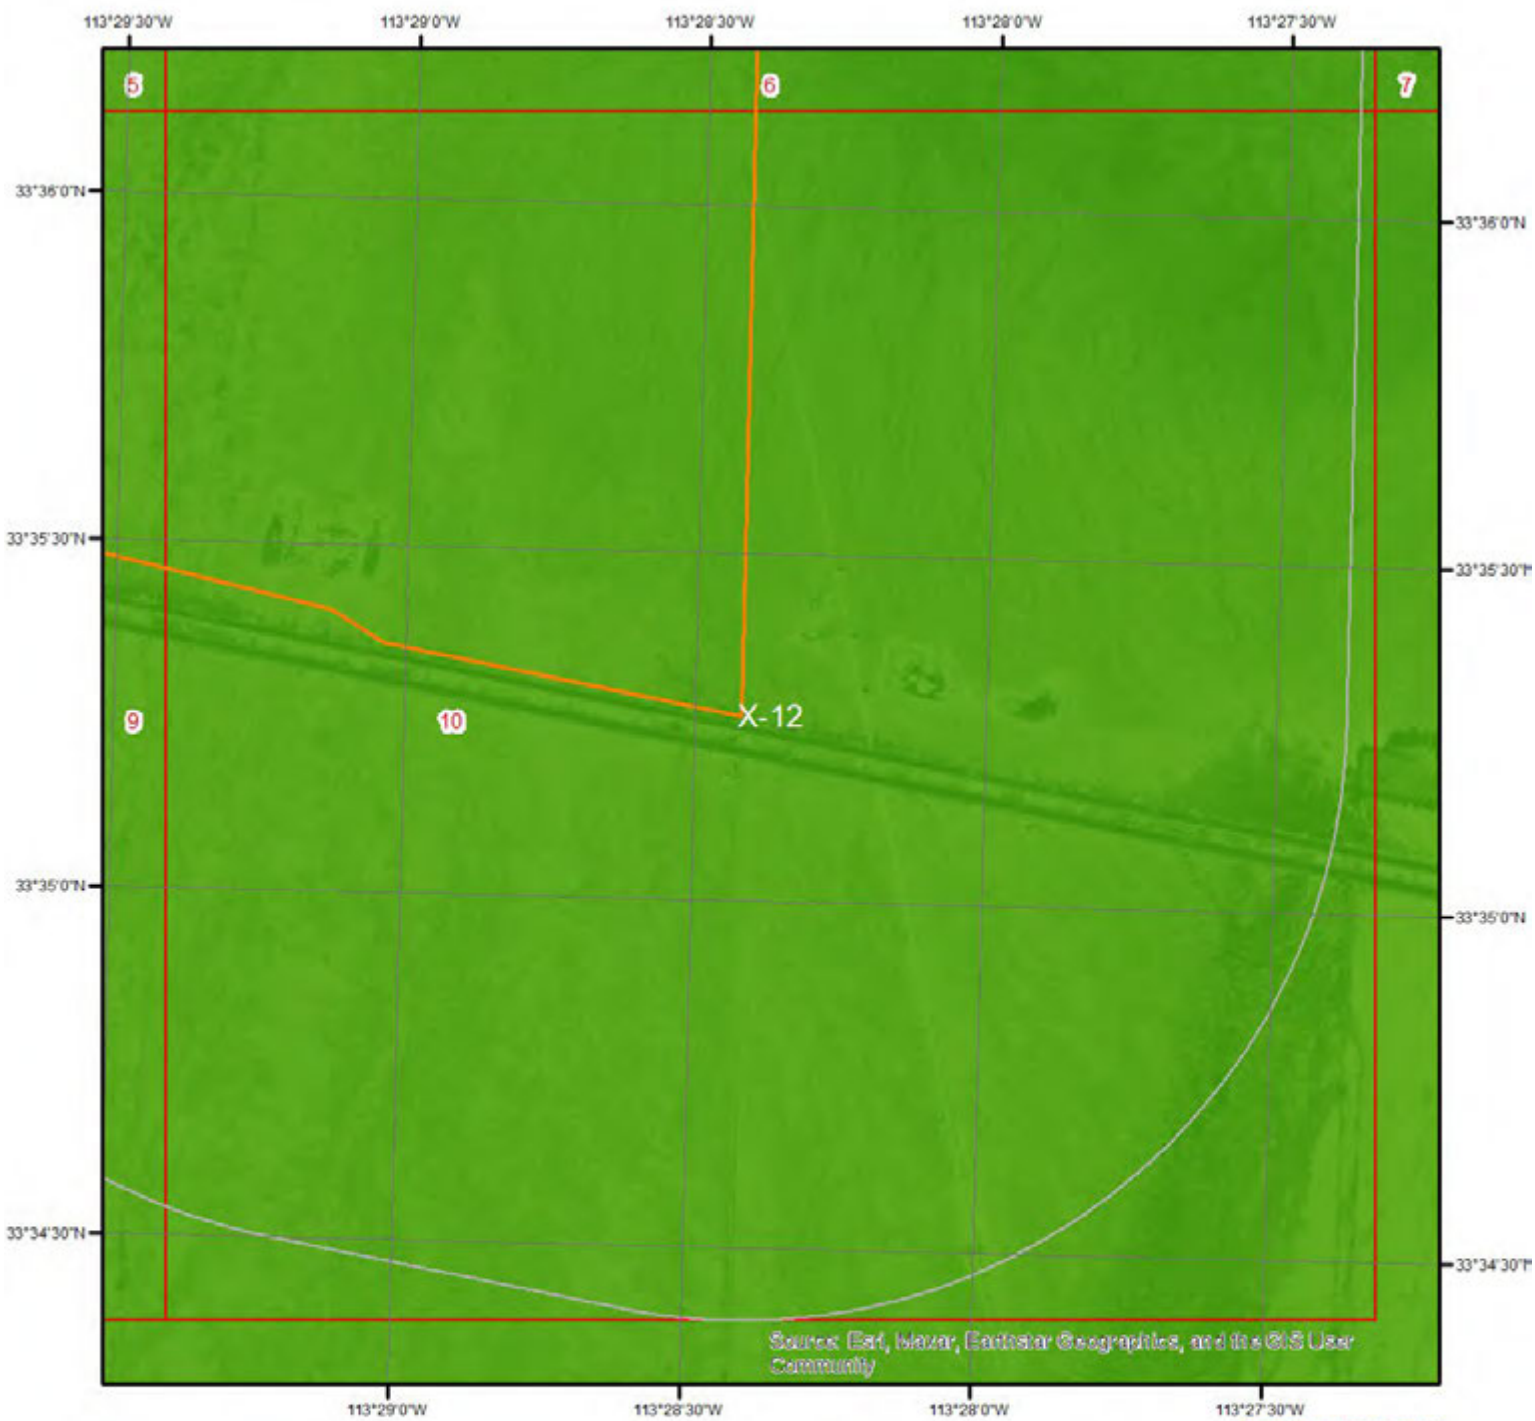 113°29'30"W 113°29'0"W 113°28'30"W 113°28'0"W 113°27'30"W
5 6 7
33°36'0"N
33°36'0"N
33°35'30"N
33°35'30"
X-12
9 10
33°35'0"N
33°35'0"N
33°34'30"N
33°34'30"
Source: Esri, Maxar, Earthstar Geographics, and the GIS User
Community
113°29'0"W 113°28'30"W 113°28'0"W 113°27'30"W